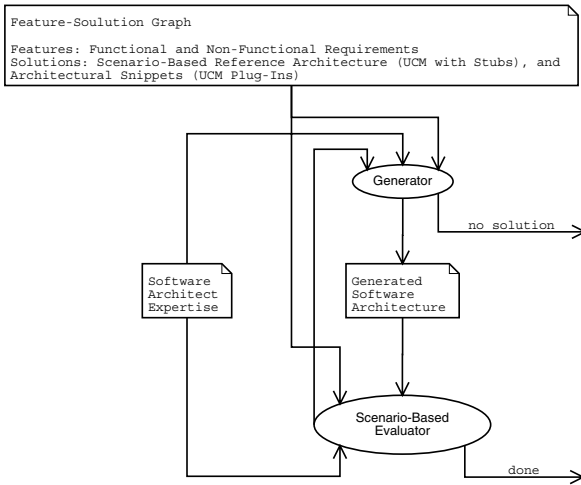 Feature-Soulution Graph
Features: Functional and Non-Functional Requirements
Solutions: Scenario-Based Reference Architecture (UCM with Stubs), and
Architectural Snippets (UCM Plug-Ins)
Generator
no solution
Software
Architect
Expertise
Generated
Software
Architecture
Scenario-Based
Evaluator
done